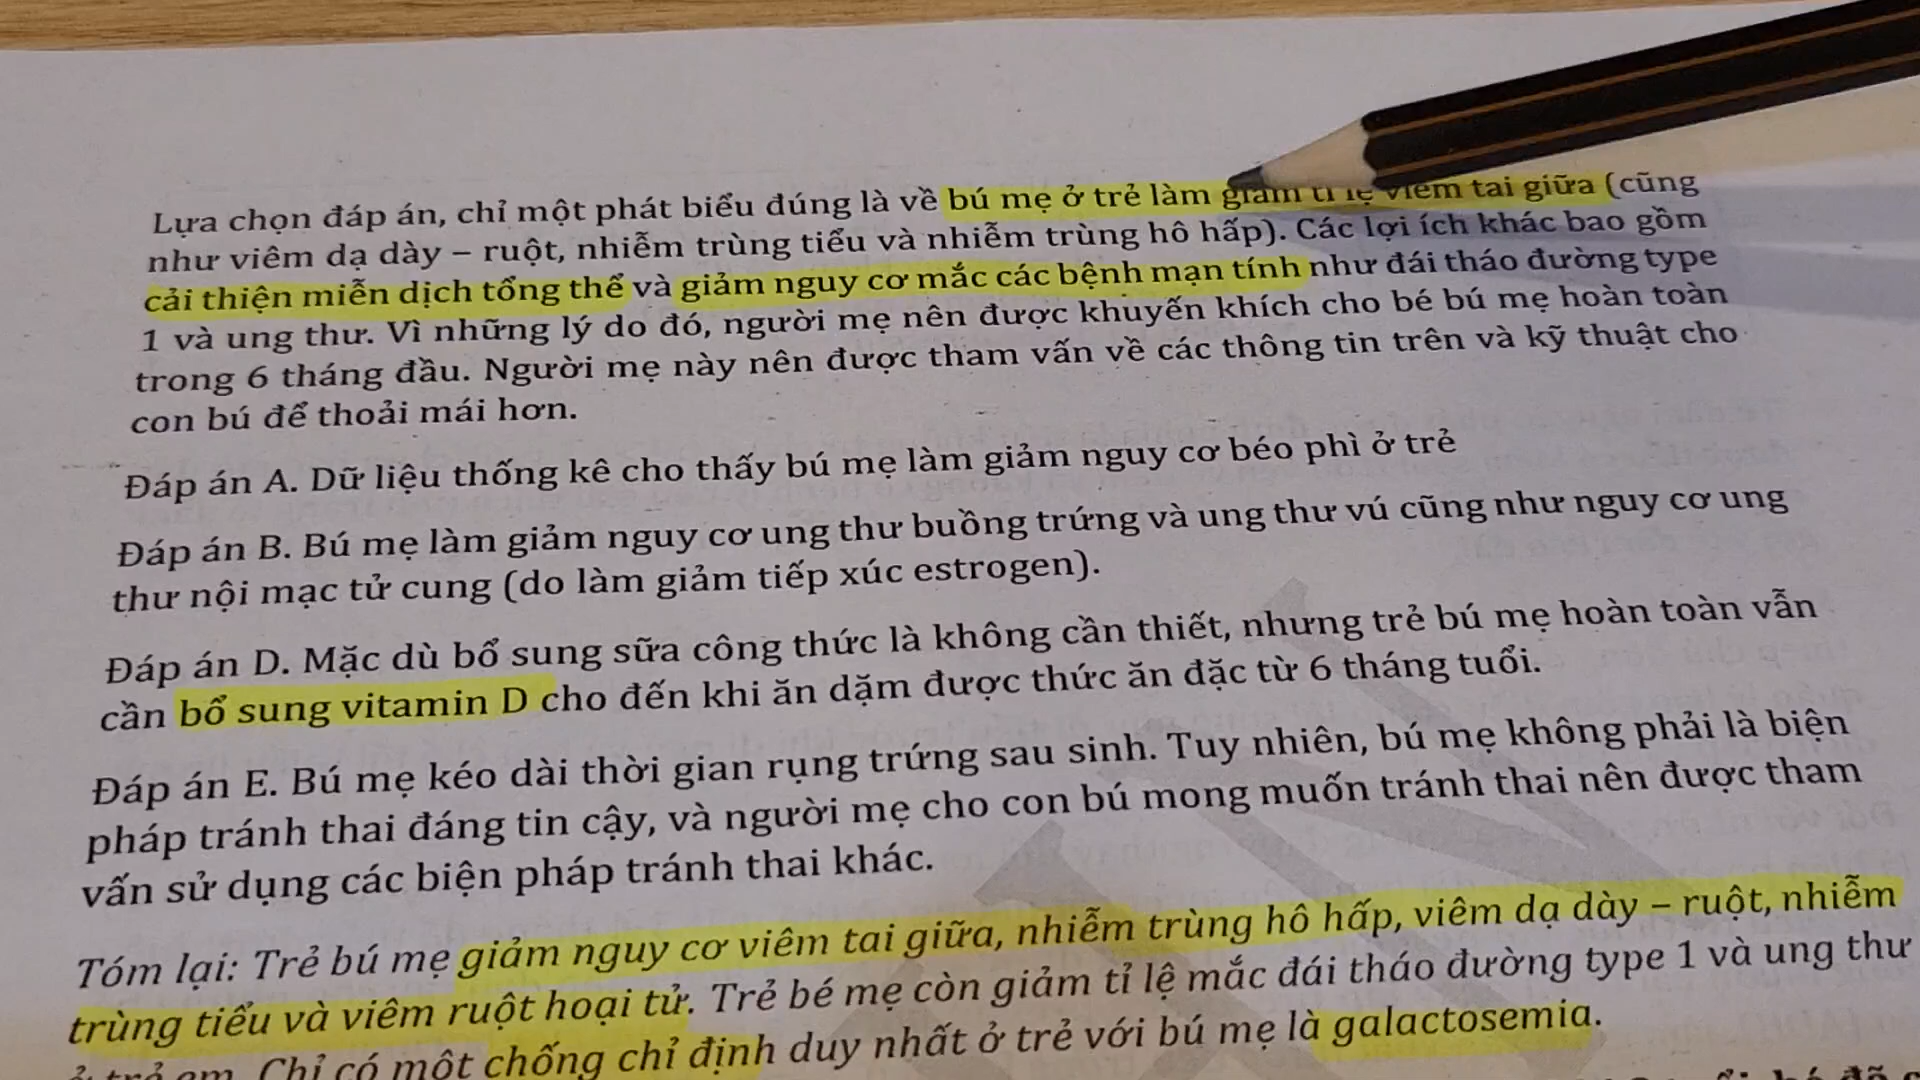 Lựa chọn đáp án, chỉ một phát biểu đúng là về bú mẹ ở trẻ làm giảm tỉ lệ viêm tai giữa (cũng
như viêm dạ dày – ruột, nhiễm trùng tiểu và nhiễm trùng hô hấp). Các lợi ích khác bao gồm
cải thiện miễn dịch tổng thể và giảm nguy cơ mắc các bệnh mạn tính như đái tháo đường type
1 và ung thư. Vì những lý do đó, người mẹ nên được khuyến khích cho bé bú mẹ hoàn toàn
trong 6 tháng đầu. Người mẹ này nên được tham vấn về các thông tin trên và kỹ thuật cho
con bú để thoải mái hơn.
Đáp án A. Dữ liệu thống kê cho thấy bú mẹ làm giảm nguy cơ béo phì ở trẻ
Đáp án B. Bú mẹ làm giảm nguy cơ ung thư buồng trứng và ung thư vú cũng như nguy cơ ung
thư nội mạc tử cung (do làm giảm tiếp xúc estrogen).
Đáp án D. Mặc dù bổ sung sữa công thức là không cần thiết, nhưng trẻ bú mẹ hoàn toàn vẫn
cần bổ sung vitamin D cho đến khi ăn dặm được thức ăn đặc từ 6 tháng tuổi.
Đáp án E. Bú mẹ kéo dài thời gian rụng trứng sau sinh. Tuy nhiên, bú mẹ không phải là biện
pháp tránh thai đáng tin cậy, và người mẹ cho con bú mong muốn tránh thai nên được tham
vấn sử dụng các biện pháp tránh thai khác.
Tóm lại: Trẻ bú mẹ giảm nguy cơ viêm tai giữa, nhiễm trùng hô hấp, viêm dạ dày – ruột, nhiễm
trùng tiểu và viêm ruột hoại tử. Trẻ bé mẹ còn giảm tỉ lệ mắc đái tháo đường type 1 và ung thư
ở trẻ em. Chỉ có một chống chỉ định duy nhất ở trẻ với bú mẹ là galactosemia.